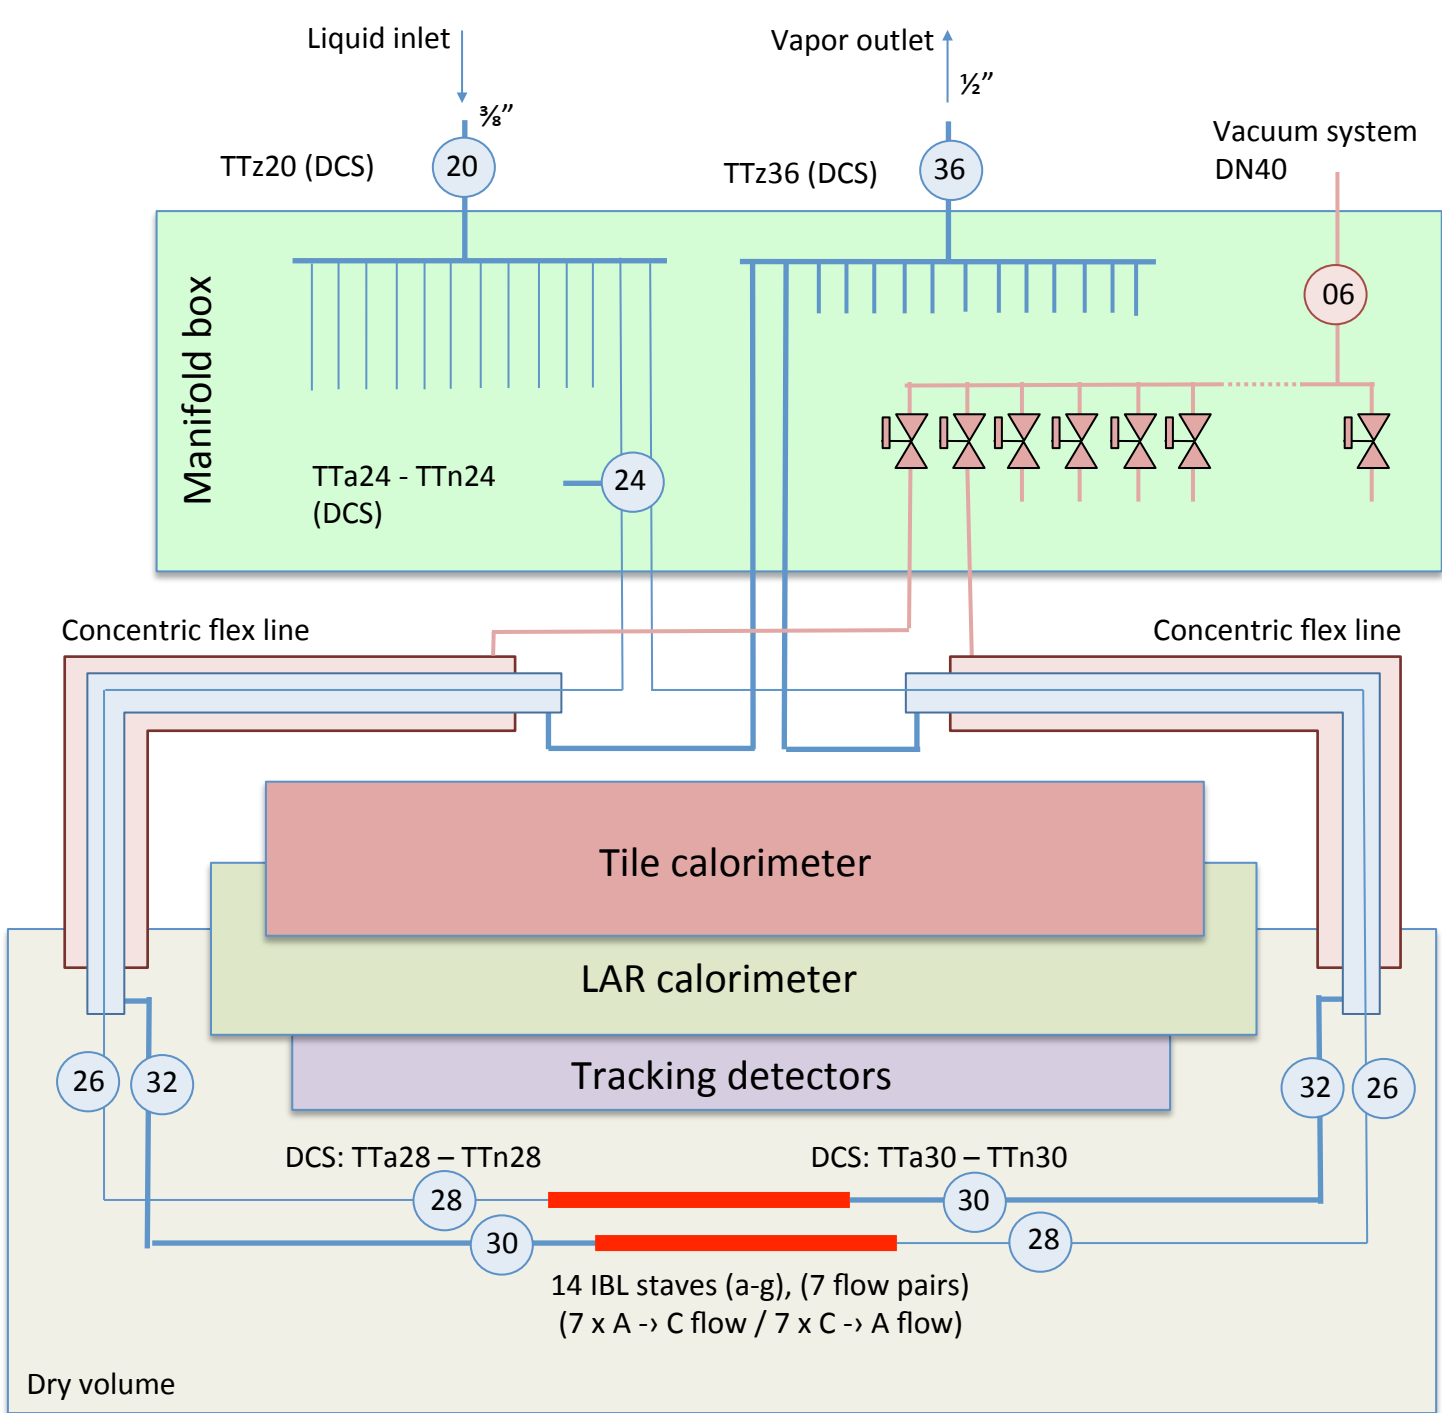 Liquid inlet
Vapor outlet
⅜”
½”
Vacuum system
DN40
TTz20 (DCS)
20
TTz36 (DCS)
36
Manifold box
06
TTa24 - TTn24
(DCS)
24
Concentric flex line
Concentric flex line
Tile calorimeter
LAR calorimeter
Tracking detectors
26
32
32
26
DCS: TTa28 – TTn28
DCS: TTa30 – TTn30
28
30
30
28
14 IBL staves (a-g), (7 flow pairs)
(7 x A -› C flow / 7 x C -› A flow)
Dry volume